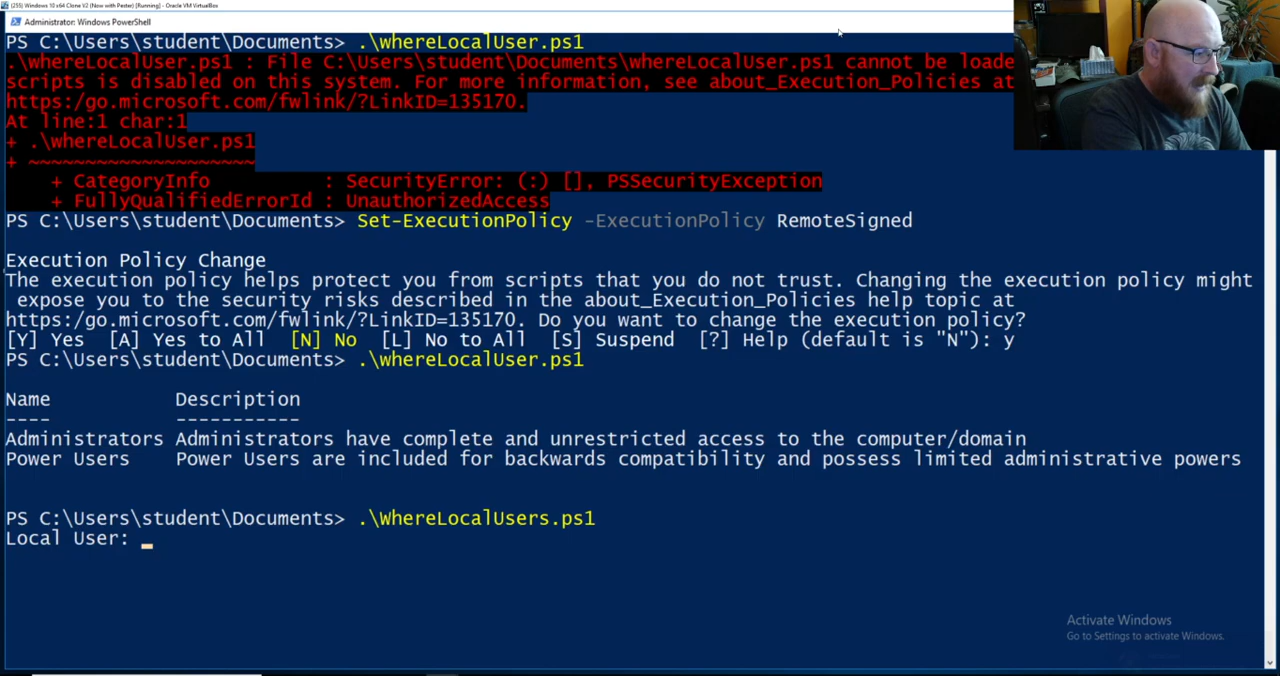 (255) Windows 10 x64 Clone V2 (Now with Pester) [Running] - Oracle VM VirtualBox
Administrator: Windows PowerShell
PS C:\Users\student\Documents> .\whereLocalUser.ps1
.\whereLocalUser.ps1 : File C:\Users\student\Documents\whereLocalUser.ps1 cannot be loade
scripts is disabled on this system. For more information, see about_Execution_Policies at
https:/go.microsoft.com/fwlink/?LinkID=135170.
At line:1 char:1
+ .\whereLocalUser.ps1
+ ~~~~~~~~~~~~~~~~~~~~
+ CategoryInfo : SecurityError: (:) [], PSSecurityException
+ FullyQualifiedErrorId : UnauthorizedAccess
PS C:\Users\student\Documents> Set-ExecutionPolicy -ExecutionPolicy RemoteSigned
Execution Policy Change
The execution policy helps protect you from scripts that you do not trust. Changing the execution policy might
expose you to the security risks described in the about_Execution_Policies help topic at
https:/go.microsoft.com/fwlink/?LinkID=135170. Do you want to change the execution policy?
[Y] Yes [A] Yes to All [N] No [L] No to All [S] Suspend [?] Help (default is "N"): y
PS C:\Users\student\Documents> .\whereLocalUser.ps1
Name Description
---- -----------
Administrators Administrators have complete and unrestricted access to the computer/domain
Power Users Power Users are included for backwards compatibility and possess limited administrative powers
PS C:\Users\student\Documents> .\WhereLocalUsers.ps1
Local User:
Activate Windows
Go to Settings to activate Windows.